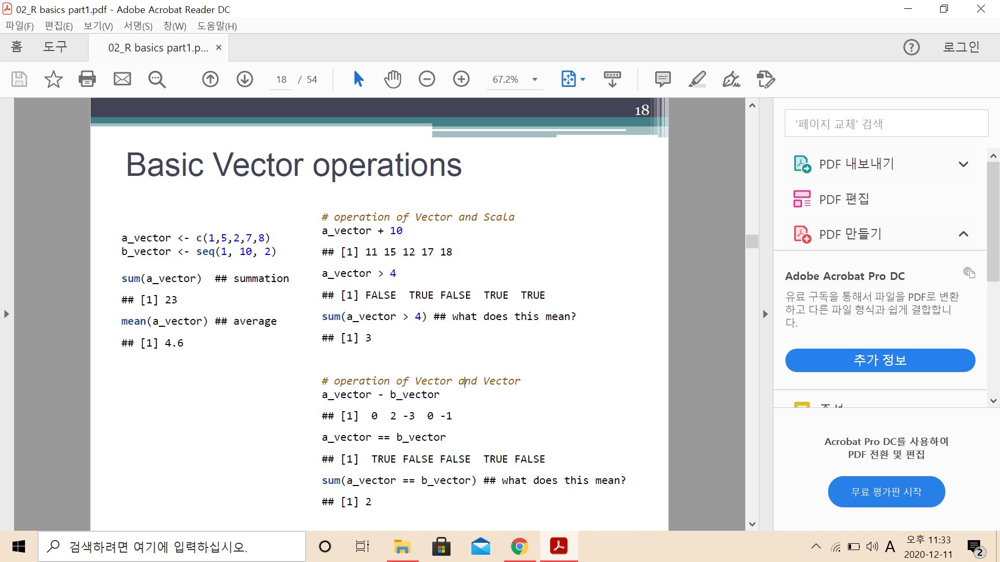 02_R basics part1.pdf - Adobe Acrobat Reader DC
파일(F) 편집(E) 보기(V) 서명(S) 창(W) 도움말(H)
홈 도구 02_R basics part1.p... × ? 로그인
18 / 54 67.2%
18
Basic Vector operations
a_vector <- c(1,5,2,7,8)
b_vector <- seq(1, 10, 2)
sum(a_vector) ## summation
## [1] 23
mean(a_vector) ## average
## [1] 4.6
# operation of Vector and Scala
a_vector + 10
## [1] 11 15 12 17 18
a_vector > 4
## [1] FALSE TRUE FALSE TRUE TRUE
sum(a_vector > 4) ## what does this mean?
## [1] 3
# operation of Vector and Vector
a_vector - b_vector
## [1] 0 2 -3 0 -1
a_vector == b_vector
## [1] TRUE FALSE FALSE TRUE FALSE
sum(a_vector == b_vector) ## what does this mean?
## [1] 2
'페이지 교체' 검색
PDF 내보내기
PDF 편집
PDF 만들기
Adobe Acrobat Pro DC
유료 구독을 통해서 파일을 PDF로 변환
하고 다른 파일 형식과 쉽게 결합합니
다.
추가 정보
Acrobat Pro DC를 사용하여
PDF 전환 및 편집
무료 평가판 시작
검색하려면 여기에 입력하십시오.
A
오후 11:33
2020-12-11
2